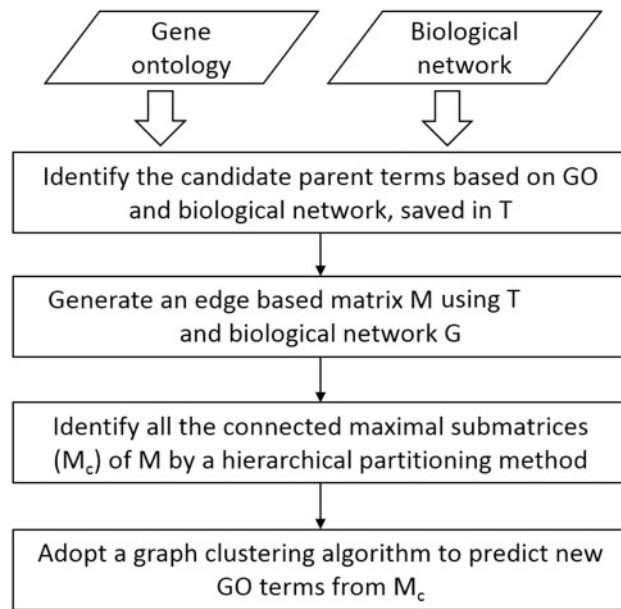 Gene
ontology
Biological
network
Identify the candidate parent terms based on GO
and biological network, saved in T
Generate an edge based matrix M using T
and biological network G
Identify all the connected maximal submatrices
(Mc) of M by a hierarchical partitioning method
Adopt a graph clustering algorithm to predict new
GO terms from Mc